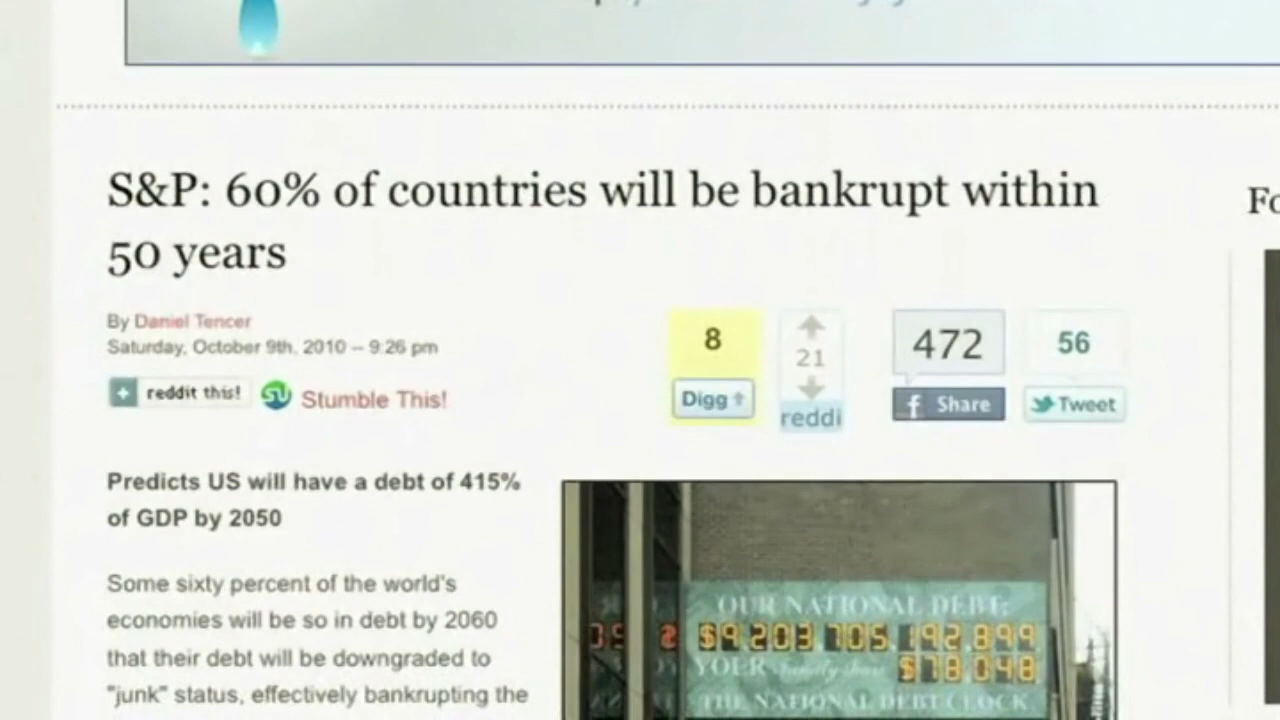 S&P: 60% of countries will be bankrupt within
50 years
Fo
By Daniel Tencer
Saturday, October 9th, 2010 -- 9:26 pm
reddit this! Stumble This!
8
Digg
21
reddi
472
Share
56
Tweet
Predicts US will have a debt of 415%
of GDP by 2050
Some sixty percent of the world's
economies will be so in debt by 2060
that their debt will be downgraded to
"junk" status, effectively bankrupting the
OUR NATIONAL DEBT:
$9,203,705,192,899
YOUR family share $78,048
THE NATIONAL DEBT CLOCK